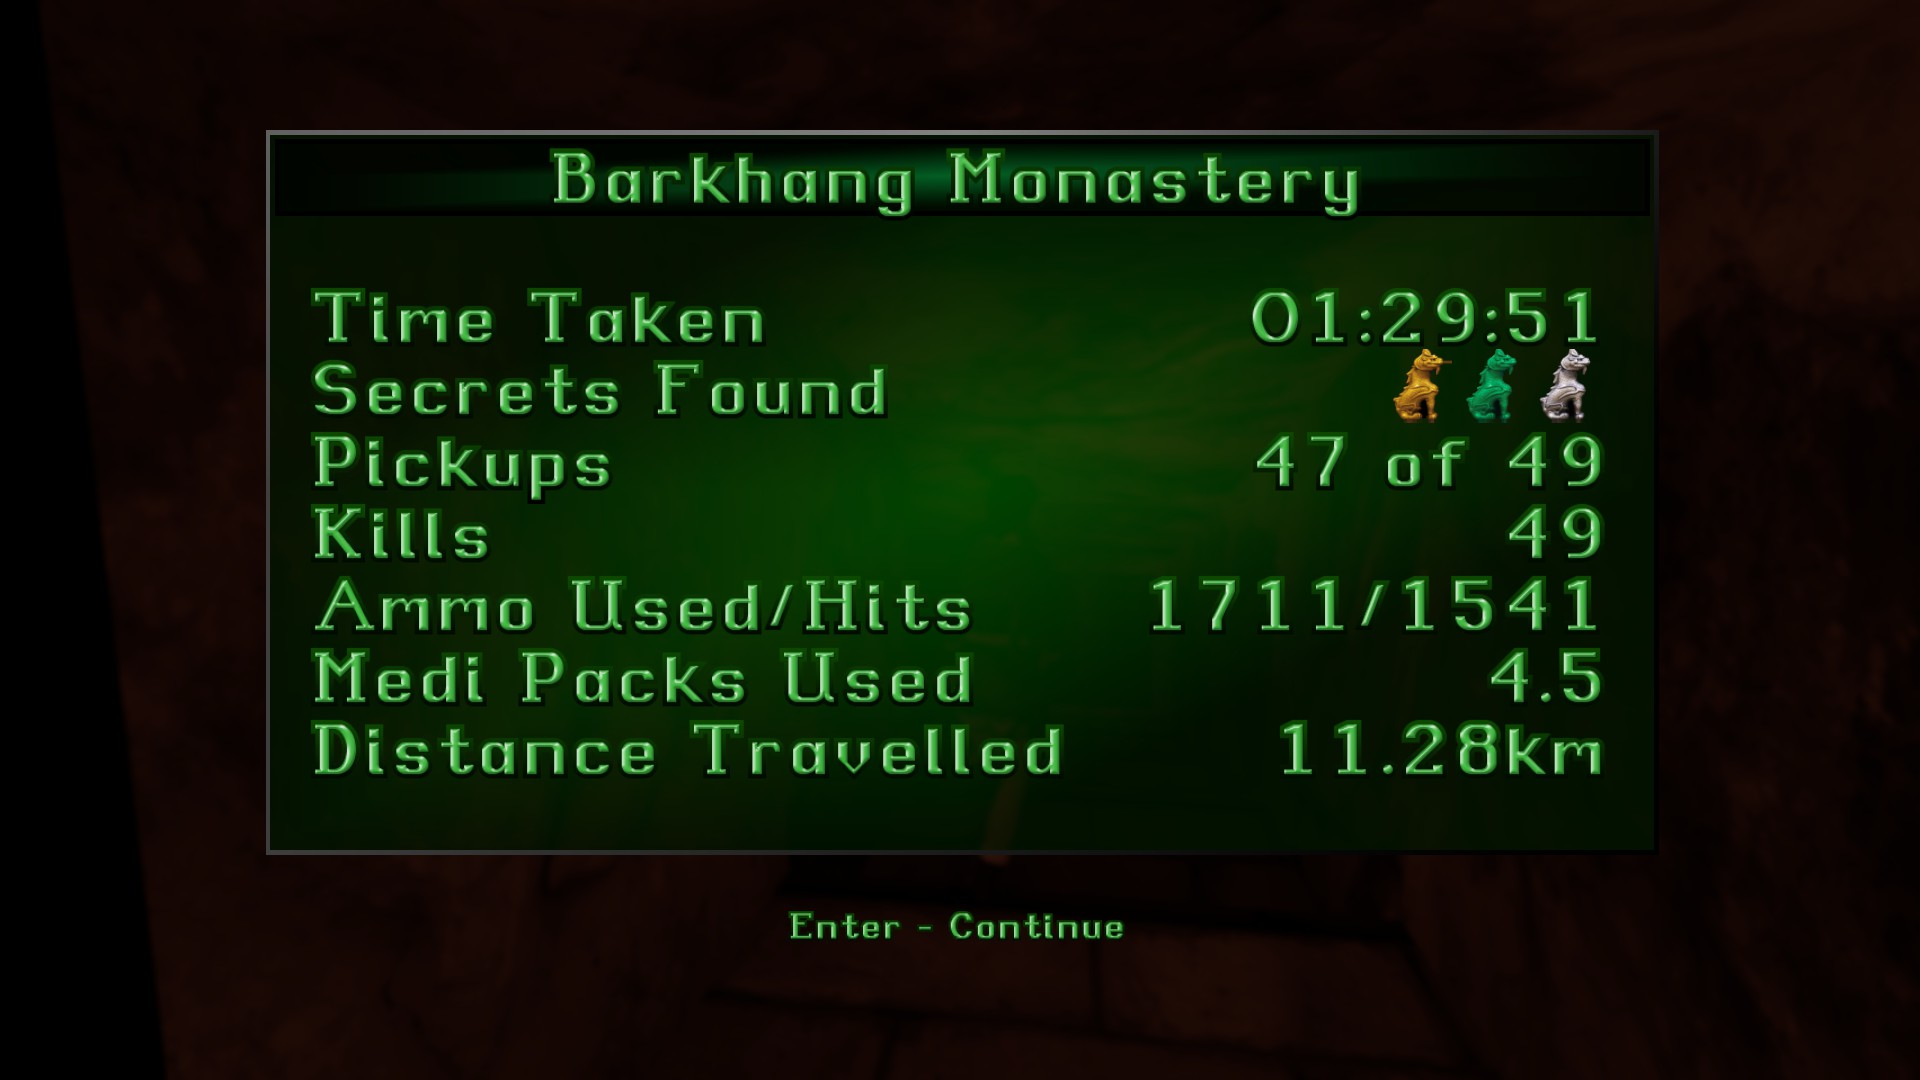 Barkhang Monastery
Time Taken 01:29:51
Secrets Found
Pickups 47 of 49
Kills 49
Ammo Used/Hits 1711/1541
Medi Packs Used 4.5
Distance Travelled 11.28km
Enter - Continue